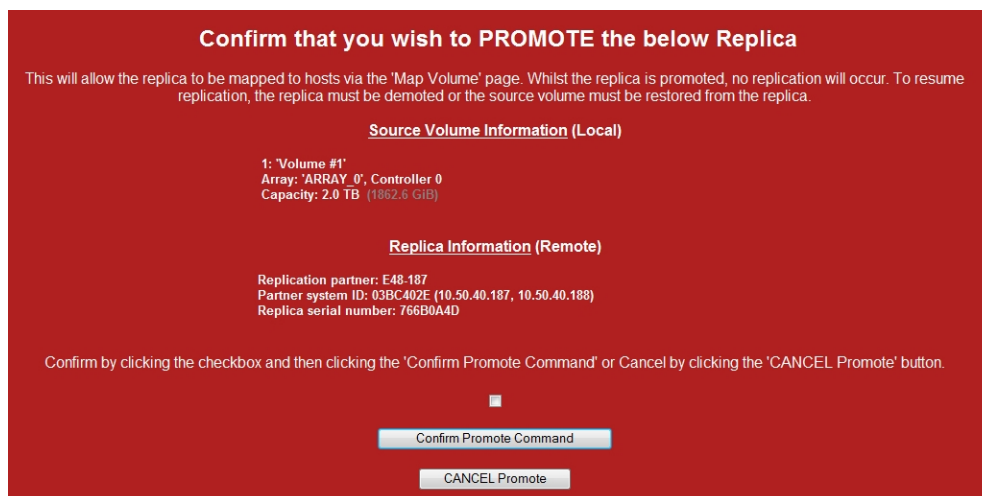 Confirm that you wish to PROMOTE the below Replica
This will allow the replica to be mapped to hosts via the 'Map Volume' page. Whilst the replica is promoted, no replication will occur. To resume
replication, the replica must be demoted or the source volume must be restored from the replica.
Source Volume Information (Local)
1: 'Volume #1'
Array: 'ARRAY_0', Controller 0
Capacity: 2.0 TB (1862.6 GiB)
Replica Information (Remote)
Replication partner: E48-187
Partner system ID: 03BC402E (10.50.40.187, 10.50.40.188)
Replica serial number: 766B0A4D
Confirm by clicking the checkbox and then clicking the 'Confirm Promote Command' or Cancel by clicking the 'CANCEL Promote' button.
Confirm Promote Command
CANCEL Promote